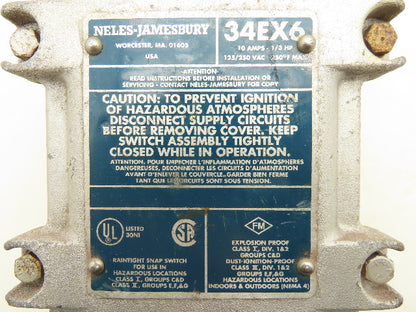 NELES-JAMESBURY
WORCESTER, MA. 01605
USA
34EX6
10 AMPS - 1/3 HP
125/250 VAC 250°F MAX
-ATTENTION-
READ INSTRUCTIONS BEFORE INSTALLATION OR
SERVICING - CONTACT NELES-JAMESBURY FOR COPY
CAUTION: TO PREVENT IGNITION
OF HAZARDOUS ATMOSPHERES
DISCONNECT SUPPLY CIRCUITS
BEFORE REMOVING COVER. KEEP
SWITCH ASSEMBLY TIGHTLY
CLOSED WHILE IN OPERATION.
ATTENTION. POUR EMPECHER L'INFLAMMATION D'ATMOSPHERES
DANGEREUSES, DECONNECTER LES CIRCUITS D'ALIMENTATION
AVANT D'ENLEVER LE COUVERCLE. GARDER BIEN FERME
TANT QUE LES CIRCUITS SONT SOUS TENSION.
UL LISTED
30NJ
SA
RAINTIGHT SNAP SWITCH
FOR USE IN
HAZARDOUS LOCATIONS
CLASS I, GROUPS C&D
CLASS II, GROUPS E,F,&G
FM
EXPLOSION PROOF
CLASS I, DIV. 1&2
GROUPS C&D
DUST-IGNITION-PROOF
CLASS II, DIV. 1&2
GROUPS E,F,&G
HAZARDOUS LOCATIONS
INDOORS & OUTDOORS (NEMA 4)